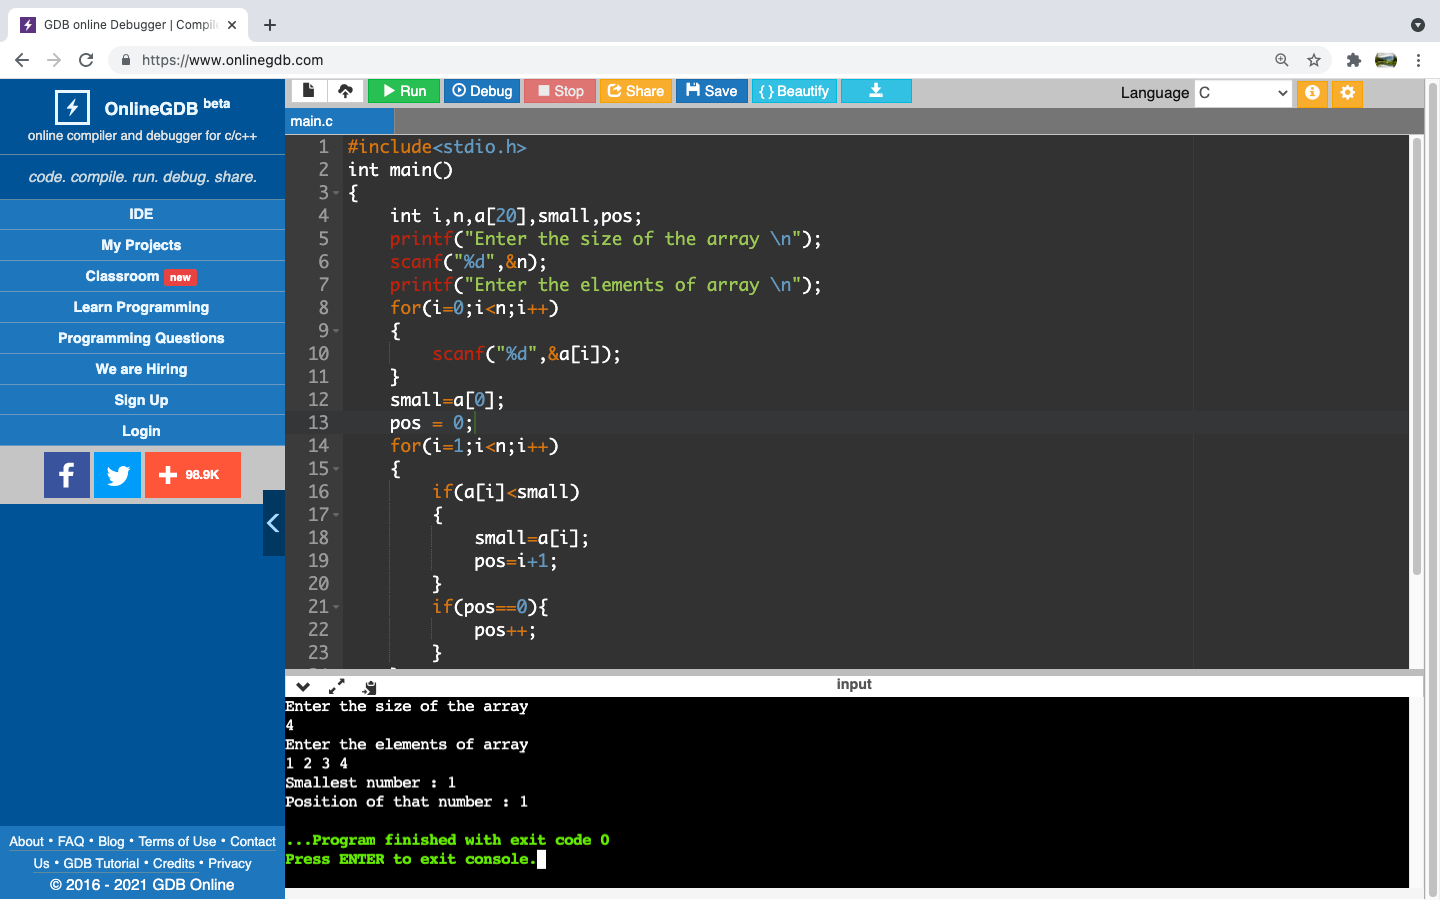 GDB online Debugger | Compile
https://www.onlinegdb.com
OnlineGDB beta
online compiler and debugger for c/c++
code. compile. run. debug. share.
IDE
My Projects
Classroom new
Learn Programming
Programming Questions
We are Hiring
Sign Up
Login
98.9K
About • FAQ • Blog • Terms of Use • Contact
Us • GDB Tutorial • Credits • Privacy
© 2016 - 2021 GDB Online
Run Debug Stop Share Save { } Beautify Language C
main.c
1 #include<stdio.h>
2 int main()
3 {
4 int i,n,a[20],small,pos;
5 printf("Enter the size of the array \n");
6 scanf("%d",&n);
7 printf("Enter the elements of array \n");
8 for(i=0;i<n;i++)
9 {
10 scanf("%d",&a[i]);
11 }
12 small=a[0];
13 pos = 0;
14 for(i=1;i<n;i++)
15 {
16 if(a[i]<small)
17 {
18 small=a[i];
19 pos=i+1;
20 }
21 if(pos==0){
22 pos++;
23 }
input
Enter the size of the array
4
Enter the elements of array
1 2 3 4
Smallest number : 1
Position of that number : 1
...Program finished with exit code 0
Press ENTER to exit console.